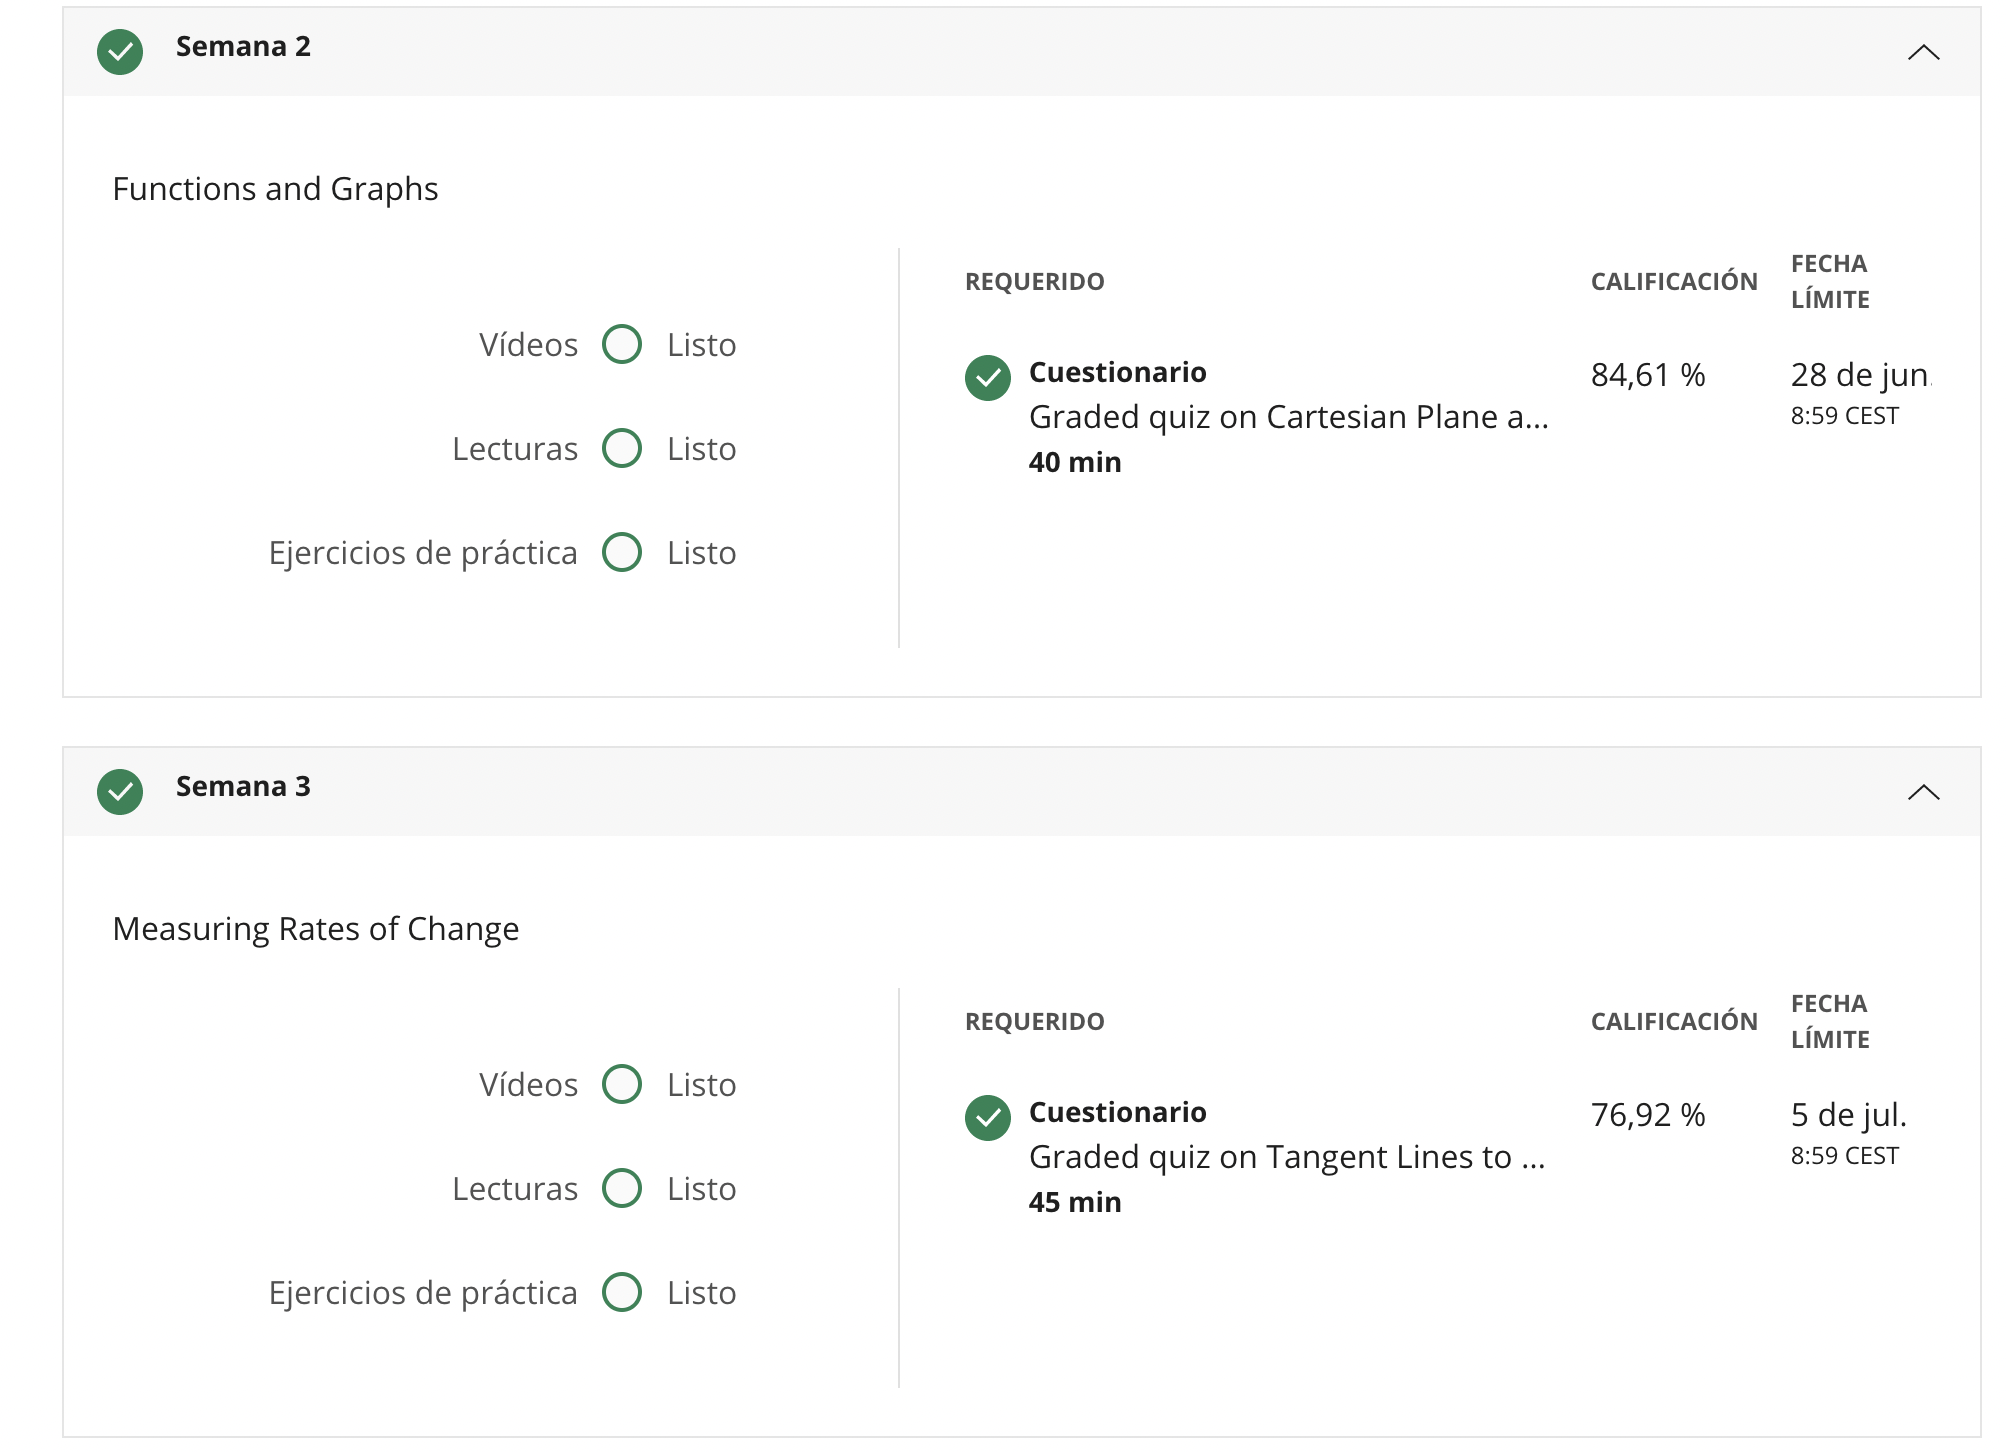 Semana 2
Functions and Graphs
Vídeos Listo
Lecturas Listo
Ejercicios de práctica Listo
REQUERIDO CALIFICACIÓN FECHA
LÍMITE
Cuestionario 84,61 % 28 de jun.
Graded quiz on Cartesian Plane a... 8:59 CEST
40 min
Semana 3
Measuring Rates of Change
Vídeos Listo
Lecturas Listo
Ejercicios de práctica Listo
REQUERIDO CALIFICACIÓN FECHA
LÍMITE
Cuestionario 76,92 % 5 de jul.
Graded quiz on Tangent Lines to ... 8:59 CEST
45 min